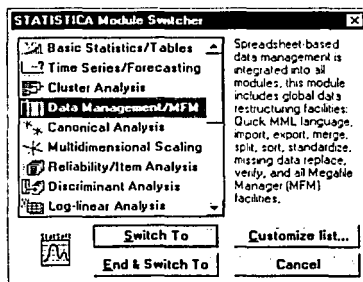 STATISTICA Module Switcher
Basic Statistics/Tables
Time Series/Forecasting
Cluster Analysis
Data Management/MFM
Canonical Analysis
Multidimensional Scaling
Reliability/Item Analysis
Discriminant Analysis
Log-linear Analysis
Spreadsheet-based
data management is
integrated into all
modules, this module
includes global data
restructuring facilities:
Quick MML language,
import, export, merge,
split, sort, standardize,
missing data replace,
verify, and all Megafile
Manager (MFM)
facilities.
StatSoft
Switch To
Customize list...
End & Switch To
Cancel